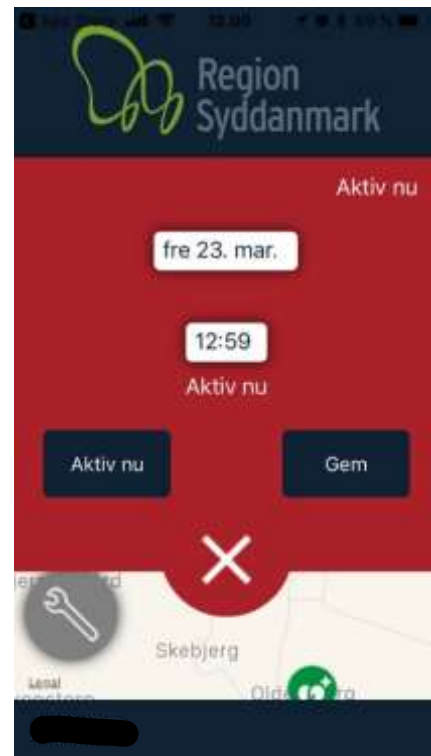 Region
Syddanmark
Aktiv nu
fre 23. mar.
12:59
Aktiv nu
Aktiv nu
Gem
Skebjerg